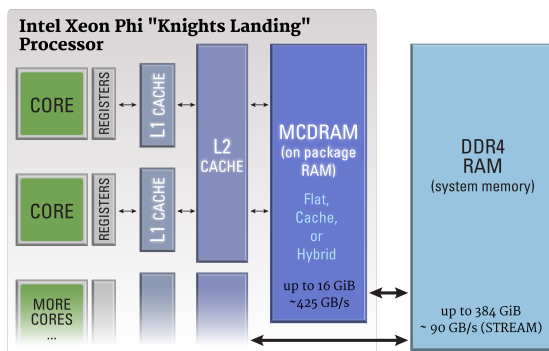 Intel Xeon Phi "Knights Landing"
Processor
CORE
REGISTERS
L1 CACHE
L2
CACHE
MCDRAM
(on package
RAM)
Flat,
Cache,
or
Hybrid
up to 16 GiB
~425 GB/s
DDR4
RAM
(system memory)
up to 384 GiB
~ 90 GB/s (STREAM)
CORE
REGISTERS
L1 CACHE
MORE
CORES
...